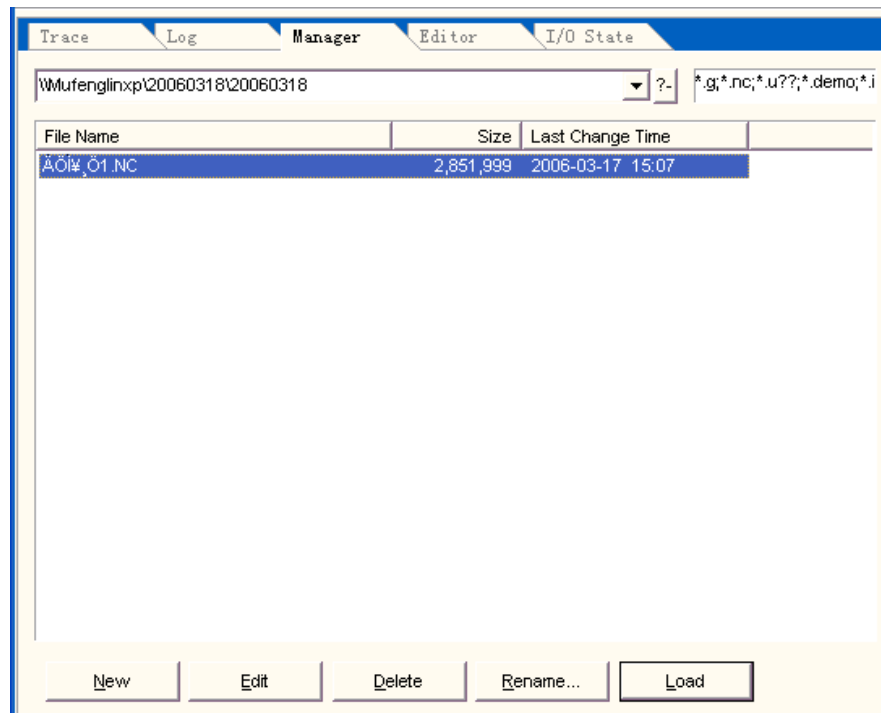 Trace Log Manager Editor I/O State
\\Mufenglinxp\20060318\20060318 ?- *.g;*.nc;*.u??;*.demo;*.i
File Name Size Last Change Time
ÄÕÍ¥¸Ö1.NC 2,851,999 2006-03-17 15:07
New Edit Delete Rename... Load